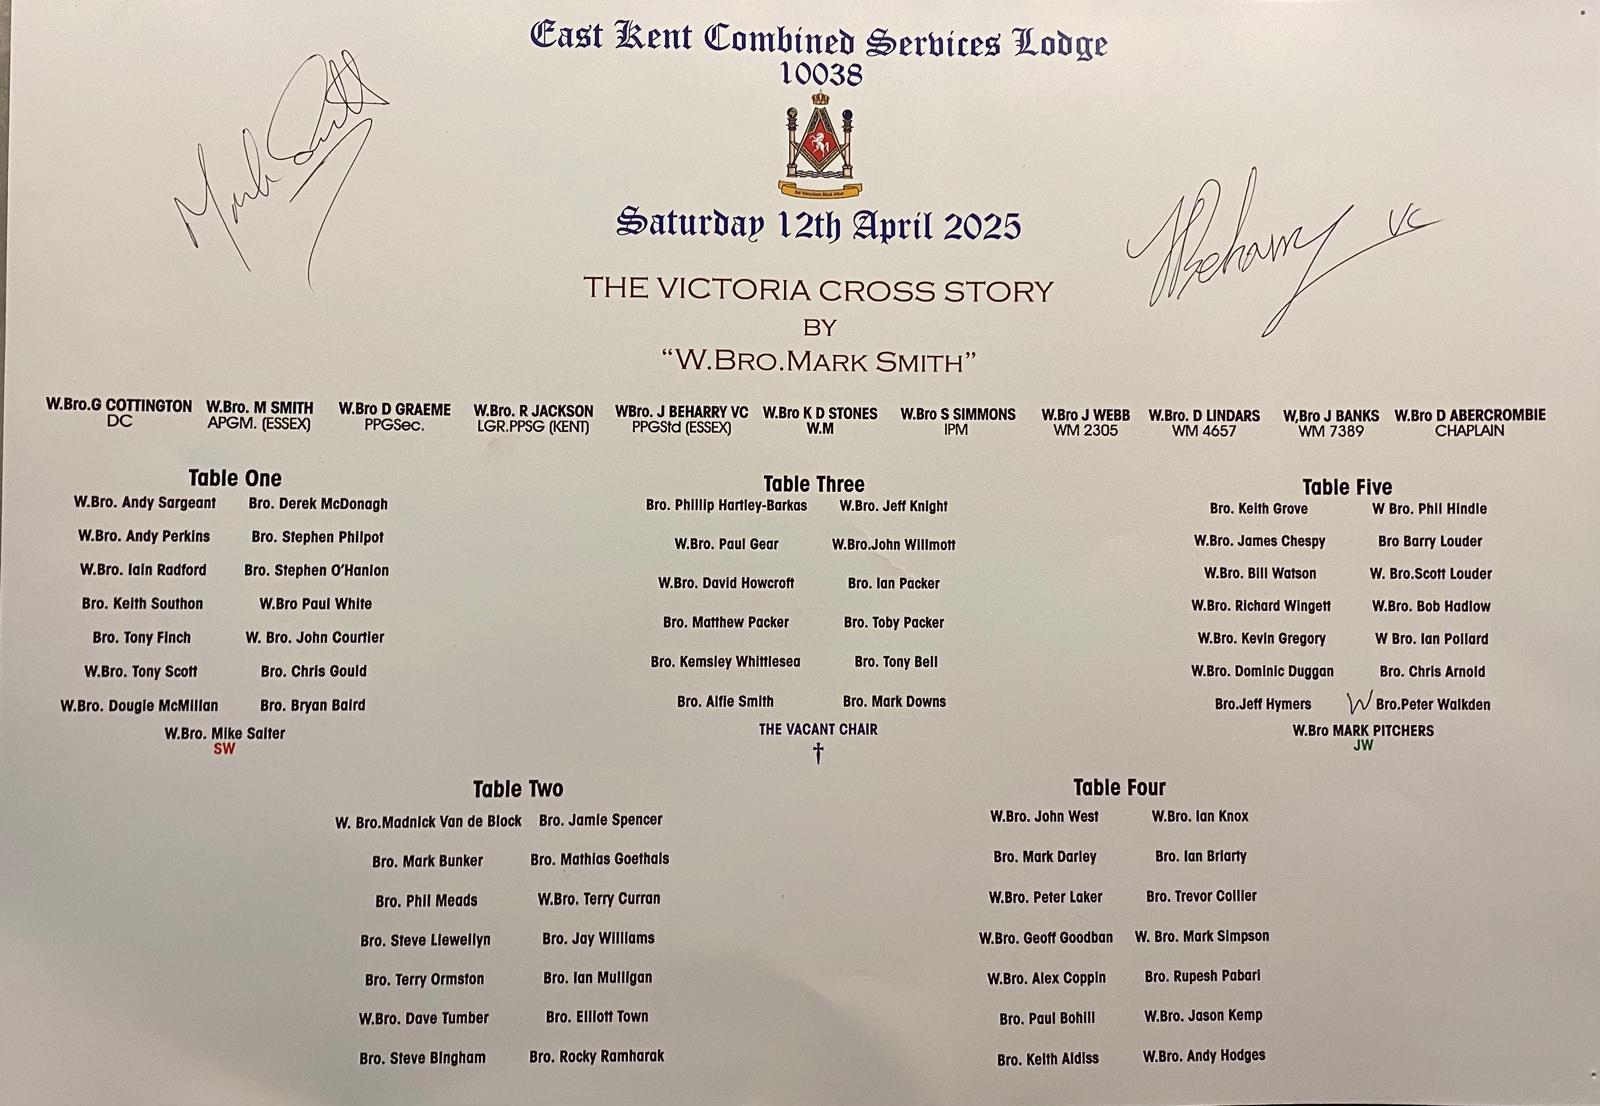 East Kent Combined Services Lodge
10038
Mark Smith
JBeharry VC
Saturday 12th April 2025
THE VICTORIA CROSS STORY
BY
“W.BRO.MARK SMITH”
W.Bro.G COTTINGTON W.Bro. M SMITH W.Bro D GRAEME W.Bro. R JACKSON WBro. J BEHARRY VC W.Bro K D STONES W.Bro S SIMMONS W.Bro J WEBB W.Bro. D LINDARS W,Bro J BANKS W.Bro D ABERCROMBIE
DC APGM. (ESSEX) PPGSec. LGR.PPSG (KENT) PPGStd (ESSEX) W.M IPM WM 2305 WM 4657 WM 7389 CHAPLAIN
Table One
W.Bro. Andy Sargeant Bro. Derek McDonagh
W.Bro. Andy Perkins Bro. Stephen Philpot
W.Bro. Iain Radford Bro. Stephen O'Hanlon
Bro. Keith Southon W.Bro Paul White
Bro. Tony Finch W. Bro. John Courtier
W.Bro. Tony Scott Bro. Chris Gould
W.Bro. Dougie McMillan Bro. Bryan Baird
W.Bro. Mike Salter
SW
Table Three
Bro. Phillip Hartley-Barkas W.Bro. Jeff Knight
W.Bro. Paul Gear W.Bro.John Willmott
W.Bro. David Howcroft Bro. Ian Packer
Bro. Matthew Packer Bro. Toby Packer
Bro. Kemsley Whittlesea Bro. Tony Bell
Bro. Alfie Smith Bro. Mark Downs
THE VACANT CHAIR
Table Five
Bro. Keith Grove W Bro. Phil Hindle
W.Bro. James Chespy Bro Barry Louder
W.Bro. Bill Watson W. Bro.Scott Louder
W.Bro. Richard Wingett W.Bro. Bob Hadlow
W.Bro. Kevin Gregory W Bro. Ian Pollard
W.Bro. Dominic Duggan Bro. Chris Arnold
Bro.Jeff Hymers W Bro.Peter Walkden
W.Bro MARK PITCHERS
JW
Table Two
W. Bro.Madnick Van de Block Bro. Jamie Spencer
Bro. Mark Bunker Bro. Mathias Goethals
Bro. Phil Meads W.Bro. Terry Curran
Bro. Steve Llewellyn Bro. Jay Williams
Bro. Terry Ormston Bro. Ian Mulligan
W.Bro. Dave Tumber Bro. Elliott Town
Bro. Steve Bingham Bro. Rocky Ramharak
Table Four
W.Bro. John West W.Bro. Ian Knox
Bro. Mark Darley Bro. Ian Briarty
W.Bro. Peter Laker Bro. Trevor Collier
W.Bro. Geoff Goodban W. Bro. Mark Simpson
W.Bro. Alex Coppin Bro. Rupesh Pabari
Bro. Paul Bohill W.Bro. Jason Kemp
Bro. Keith Aldiss W.Bro. Andy Hodges